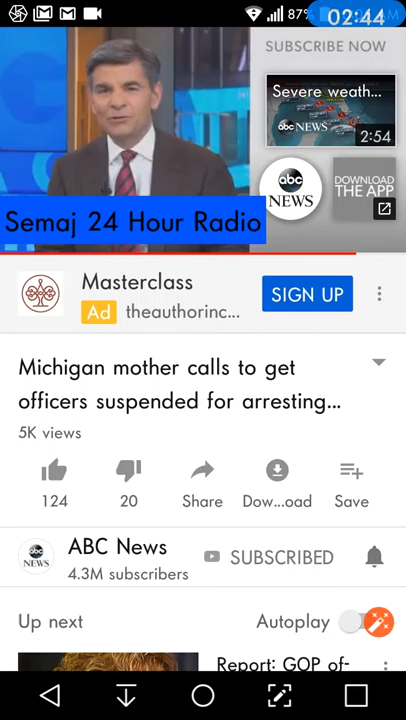 87%
02:44
SUBSCRIBE NOW
Severe weath...
abc NEWS
2:54
abc
NEWS
DOWNLOAD
THE APP
Semaj 24 Hour Radio
Masterclass
Ad theauthorinc...
SIGN UP
Michigan mother calls to get
officers suspended for arresting...
5K views
124
20
Share
Dow...oad
Save
abc
NEWS
ABC News
4.3M subscribers
SUBSCRIBED
Up next
Autoplay
Report: GOP of-